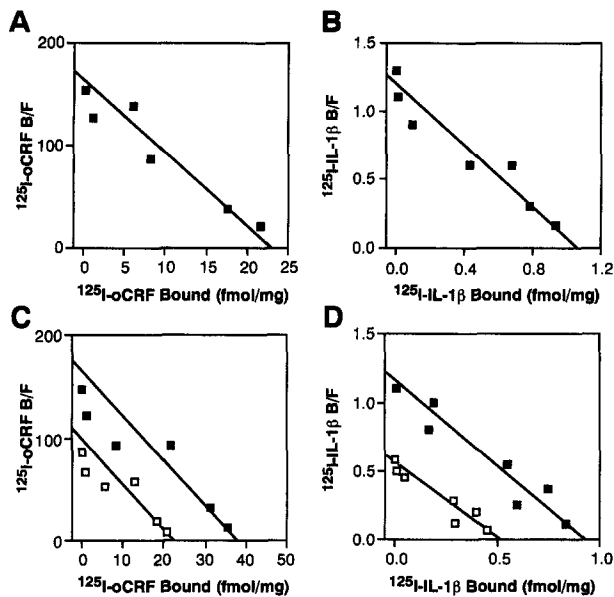 A
200
100
0
¹²⁵I-oCRF B/F
0 5 10 15 20 25
¹²⁵I-oCRF Bound (fmol/mg)
B
1.5
1.0
0.5
0.0
¹²⁵I-IL-1β B/F
0.0 0.4 0.8 1.2
¹²⁵I-IL-1β Bound (fmol/mg)
C
200
100
0
¹²⁵I-oCRF B/F
0 10 20 30 40 50
¹²⁵I-oCRF Bound (fmol/mg)
D
1.5
1.0
0.5
0.0
¹²⁵I-IL-1β B/F
0.0 0.5 1.0
¹²⁵I-IL-1β Bound (fmol/mg)